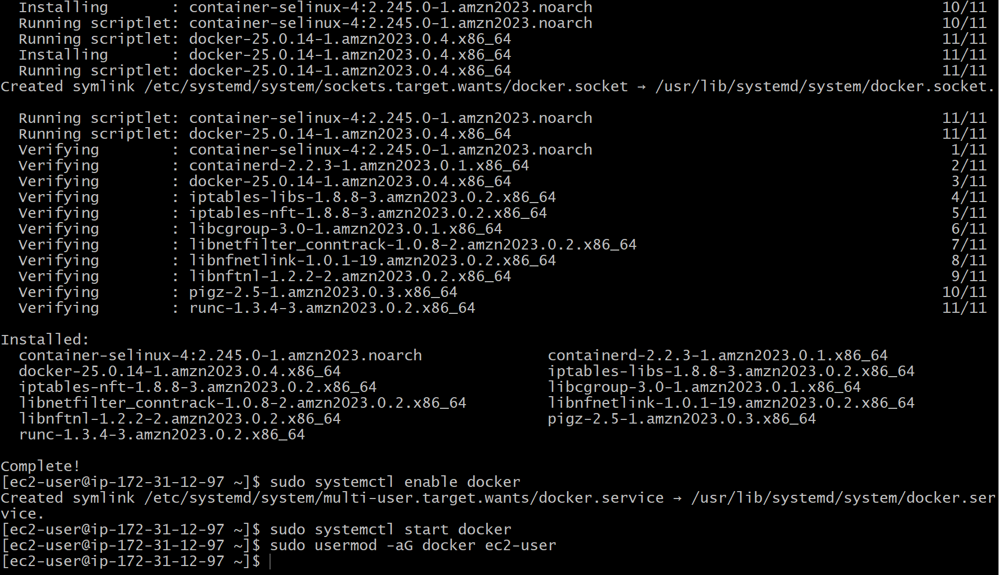 Installing       : container-selinux-4:2.245.0-1.amzn2023.noarch 10/11
Running scriptlet: container-selinux-4:2.245.0-1.amzn2023.noarch 10/11
Running scriptlet: docker-25.0.14-1.amzn2023.0.4.x86_64 11/11
Installing       : docker-25.0.14-1.amzn2023.0.4.x86_64 11/11
Running scriptlet: docker-25.0.14-1.amzn2023.0.4.x86_64 11/11
Created symlink /etc/systemd/system/sockets.target.wants/docker.socket → /usr/lib/systemd/system/docker.socket.
Running scriptlet: container-selinux-4:2.245.0-1.amzn2023.noarch 11/11
Running scriptlet: docker-25.0.14-1.amzn2023.0.4.x86_64 11/11
Verifying        : container-selinux-4:2.245.0-1.amzn2023.noarch 1/11
Verifying        : containerd-2.2.3-1.amzn2023.0.1.x86_64 2/11
Verifying        : docker-25.0.14-1.amzn2023.0.4.x86_64 3/11
Verifying        : iptables-libs-1.8.8-3.amzn2023.0.2.x86_64 4/11
Verifying        : iptables-nft-1.8.8-3.amzn2023.0.2.x86_64 5/11
Verifying        : libcgroup-3.0-1.amzn2023.0.1.x86_64 6/11
Verifying        : libnetfilter_conntrack-1.0.8-2.amzn2023.0.2.x86_64 7/11
Verifying        : libnfnetlink-1.0.1-19.amzn2023.0.2.x86_64 8/11
Verifying        : libnftnl-1.2.2-2.amzn2023.0.2.x86_64 9/11
Verifying        : pigz-2.5-1.amzn2023.0.3.x86_64 10/11
Verifying        : runc-1.3.4-3.amzn2023.0.2.x86_64 11/11
Installed:
container-selinux-4:2.245.0-1.amzn2023.noarch containerd-2.2.3-1.amzn2023.0.1.x86_64
docker-25.0.14-1.amzn2023.0.4.x86_64 iptables-libs-1.8.8-3.amzn2023.0.2.x86_64
iptables-nft-1.8.8-3.amzn2023.0.2.x86_64 libcgroup-3.0-1.amzn2023.0.1.x86_64
libnetfilter_conntrack-1.0.8-2.amzn2023.0.2.x86_64 libnfnetlink-1.0.1-19.amzn2023.0.2.x86_64
libnftnl-1.2.2-2.amzn2023.0.2.x86_64 pigz-2.5-1.amzn2023.0.3.x86_64
runc-1.3.4-3.amzn2023.0.2.x86_64
Complete!
[ec2-user@ip-172-31-12-97 ~]$ sudo systemctl enable docker
Created symlink /etc/systemd/system/multi-user.target.wants/docker.service → /usr/lib/systemd/system/docker.ser
vice.
[ec2-user@ip-172-31-12-97 ~]$ sudo systemctl start docker
[ec2-user@ip-172-31-12-97 ~]$ sudo usermod -aG docker ec2-user
[ec2-user@ip-172-31-12-97 ~]$